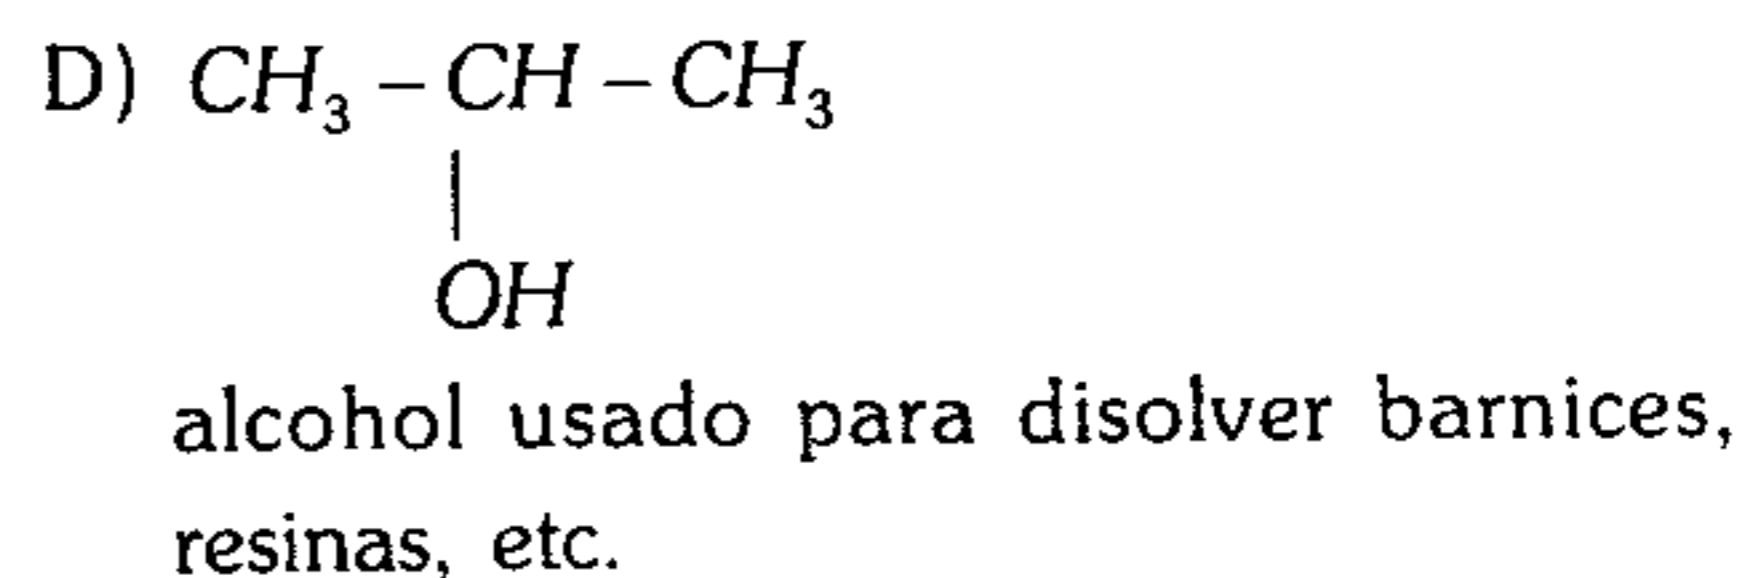 D) CH₃ – CH – CH₃
|
OH
alcohol usado para disolver barnices,
resinas, etc.